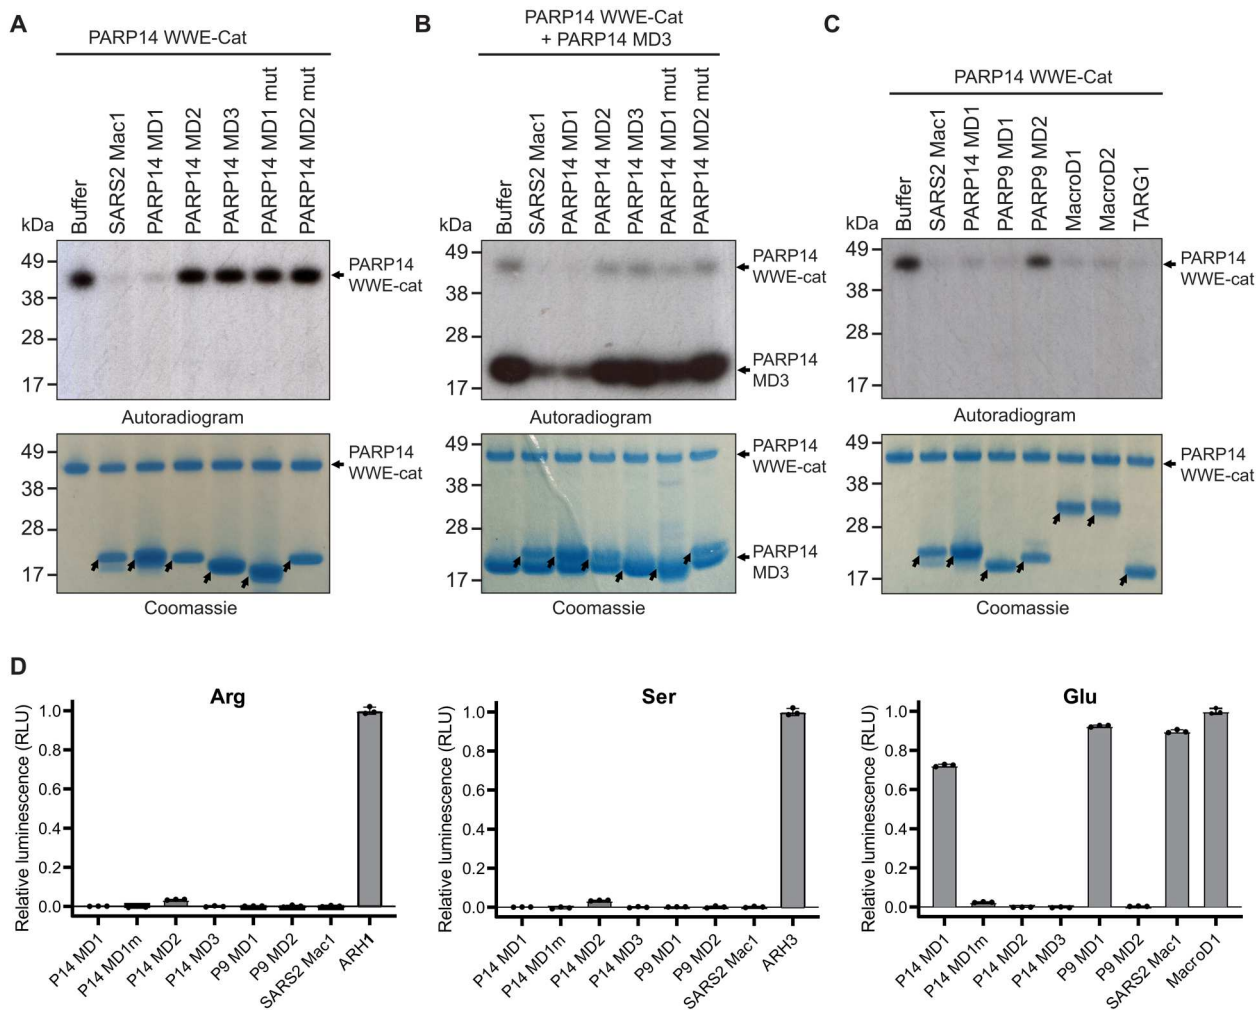 A
PARP14 WWE-Cat
Buffer
SARS2 Mac1
PARP14 MD1
PARP14 MD2
PARP14 MD3
PARP14 MD1 mut
PARP14 MD2 mut
kDa
49
38
28
17
PARP14
WWE-cat
Autoradiogram
49
38
28
17
PARP14
WWE-cat
Coomassie
B
PARP14 WWE-Cat
+ PARP14 MD3
Buffer
SARS2 Mac1
PARP14 MD1
PARP14 MD2
PARP14 MD3
PARP14 MD1 mut
PARP14 MD2 mut
kDa
49
38
28
17
PARP14
WWE-cat
PARP14
MD3
Autoradiogram
49
38
28
17
PARP14
WWE-cat
PARP14
MD3
Coomassie
C
PARP14 WWE-Cat
Buffer
SARS2 Mac1
PARP14 MD1
PARP9 MD1
PARP9 MD2
MacroD1
MacroD2
TARG1
kDa
49
38
28
17
PARP14
WWE-cat
Autoradiogram
49
38
28
17
PARP14
WWE-cat
Coomassie
D
Arg
Relative luminescence (RLU)
1.0
0.8
0.6
0.4
0.2
0.0
P14 MD1
P14 MD1m
P14 MD2
P14 MD3
P9 MD1
P9 MD2
SARS2 Mac1
ARH1
Ser
Relative luminescence (RLU)
1.0
0.8
0.6
0.4
0.2
0.0
P14 MD1
P14 MD1m
P14 MD2
P14 MD3
P9 MD1
P9 MD2
SARS2 Mac1
ARH3
Glu
Relative luminescence (RLU)
1.0
0.8
0.6
0.4
0.2
0.0
P14 MD1
P14 MD1m
P14 MD2
P14 MD3
P9 MD1
P9 MD2
SARS2 Mac1
MacroD1